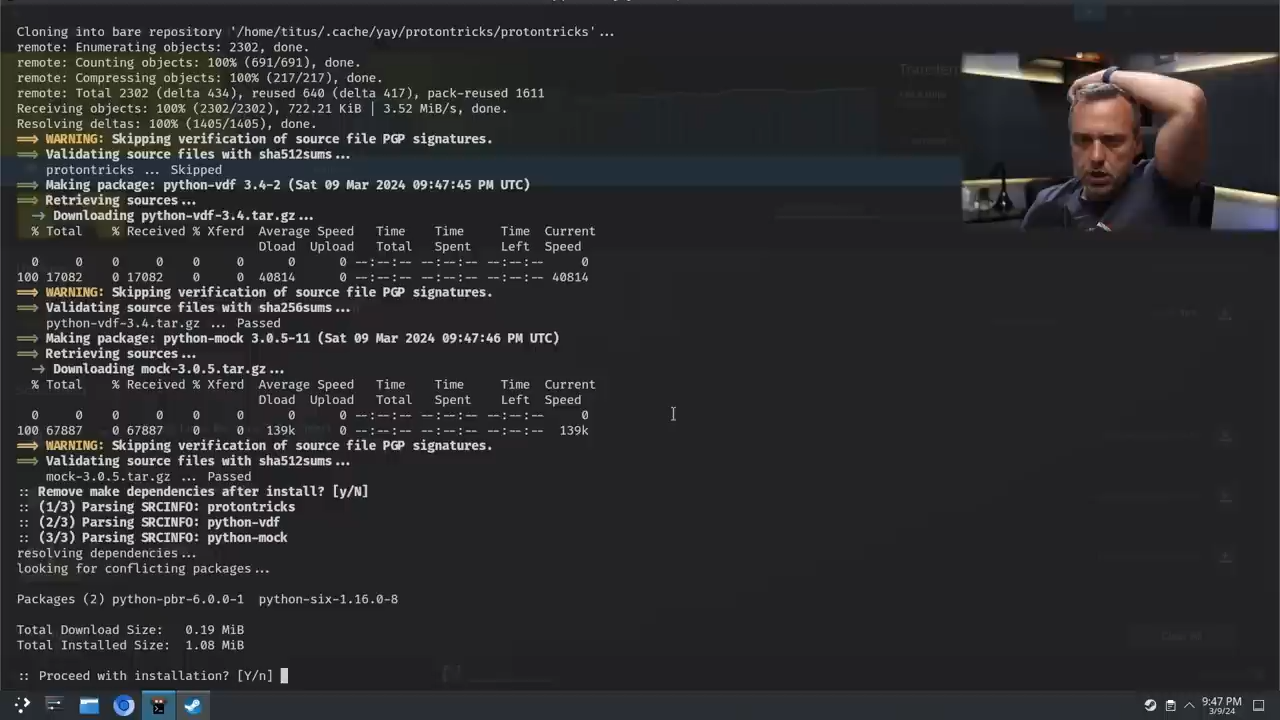 Cloning into bare repository '/home/titus/.cache/yay/protontricks/protontricks'...
remote: Enumerating objects: 2302, done.
remote: Counting objects: 100% (691/691), done.
remote: Compressing objects: 100% (217/217), done.
remote: Total 2302 (delta 434), reused 640 (delta 417), pack-reused 1611
Receiving objects: 100% (2302/2302), 722.21 KiB | 3.52 MiB/s, done.
Resolving deltas: 100% (1405/1405), done.
==> WARNING: Skipping verification of source file PGP signatures.
==> Validating source files with sha512sums...
protontricks ... Skipped
==> Making package: python-vdf 3.4-2 (Sat 09 Mar 2024 09:47:45 PM UTC)
==> Retrieving sources...
-> Downloading python-vdf-3.4.tar.gz...
% Total % Received % Xferd Average Speed Time Time Time Current
Dload Upload Total Spent Left Speed
0 0 0 0 0 0 0 0 --:--:-- --:--:-- --:--:-- 0
100 17082 0 17082 0 0 40814 0 --:--:-- --:--:-- --:--:-- 40814
==> WARNING: Skipping verification of source file PGP signatures.
==> Validating source files with sha256sums...
python-vdf-3.4.tar.gz ... Passed
==> Making package: python-mock 3.0.5-11 (Sat 09 Mar 2024 09:47:46 PM UTC)
==> Retrieving sources...
-> Downloading mock-3.0.5.tar.gz...
% Total % Received % Xferd Average Speed Time Time Time Current
Dload Upload Total Spent Left Speed
0 0 0 0 0 0 0 0 --:--:-- --:--:-- --:--:-- 0
100 67887 0 67887 0 0 139k 0 --:--:-- --:--:-- --:--:-- 139k
==> WARNING: Skipping verification of source file PGP signatures.
==> Validating source files with sha512sums...
mock-3.0.5.tar.gz ... Passed
:: Remove make dependencies after install? [y/N]
:: (1/3) Parsing SRCINFO: protontricks
:: (2/3) Parsing SRCINFO: python-vdf
:: (3/3) Parsing SRCINFO: python-mock
resolving dependencies...
looking for conflicting packages...
Packages (2) python-pbr-6.0.0-1 python-six-1.16.0-8
Total Download Size: 0.19 MiB
Total Installed Size: 1.08 MiB
:: Proceed with installation? [Y/n]
9:47 PM
3/9/24